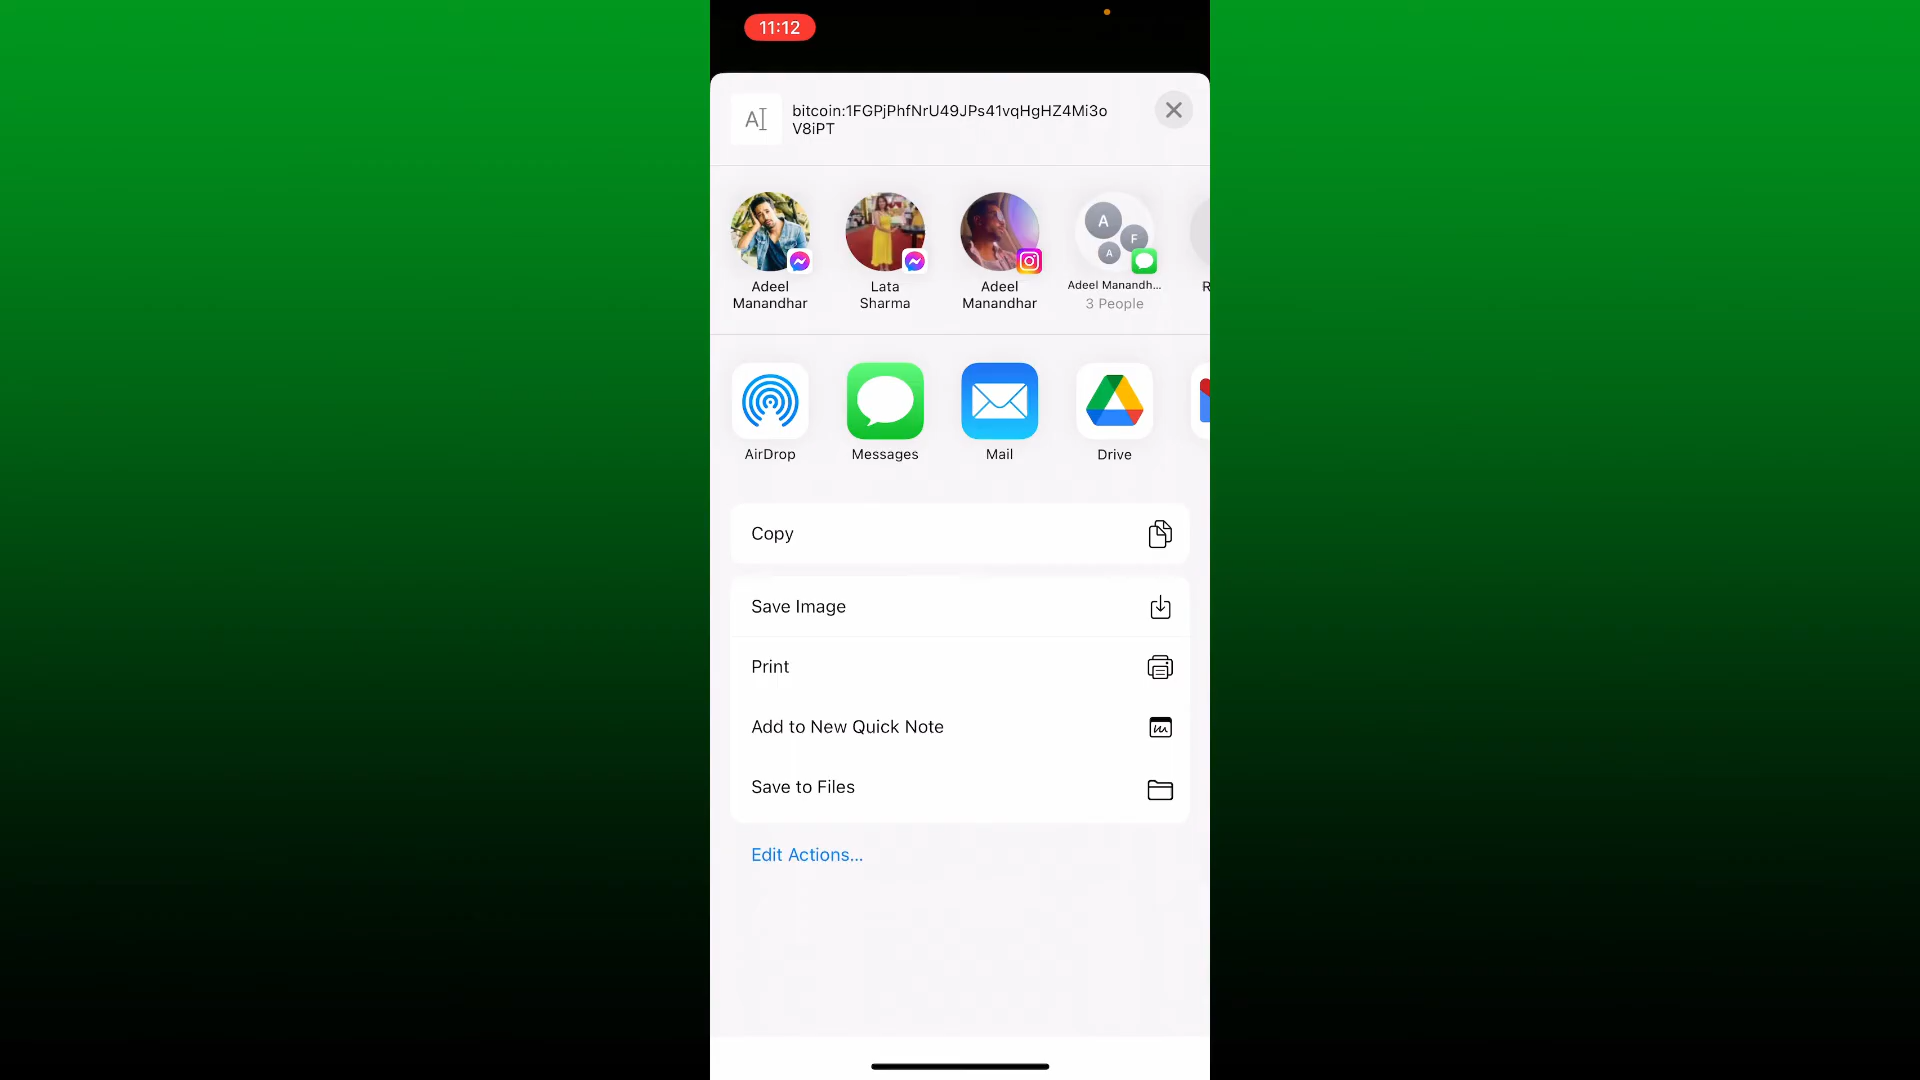 11:12
AI
bitcoin:1FGPjPhfNrU49JPs41vqHgHZ4Mi3o
V8iPT
A
F
A
Adeel
Manandhar
Lata
Sharma
Adeel
Manandhar
Adeel Manandh...
3 People
R
AirDrop
Messages
Mail
Drive
Copy
Save Image
Print
Add to New Quick Note
Save to Files
Edit Actions...